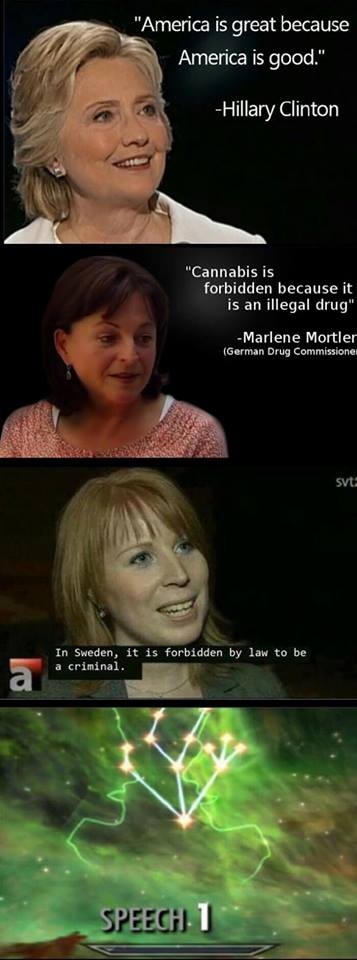 "America is great because
America is good."
-Hillary Clinton
"Cannabis is
forbidden because it
is an illegal drug"
-Marlene Mortler
(German Drug Commissioner
svt2
In Sweden, it is forbidden by law to be
a criminal.
a
SPEECH 1